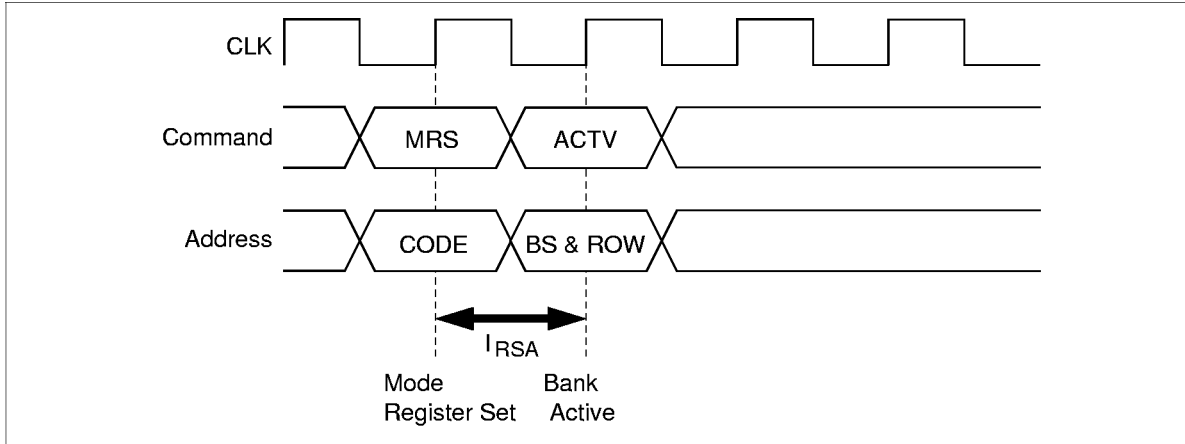 CLK
Command MRS ACTV
Address CODE BS & ROW
lRSA
Mode Bank
Register Set Active